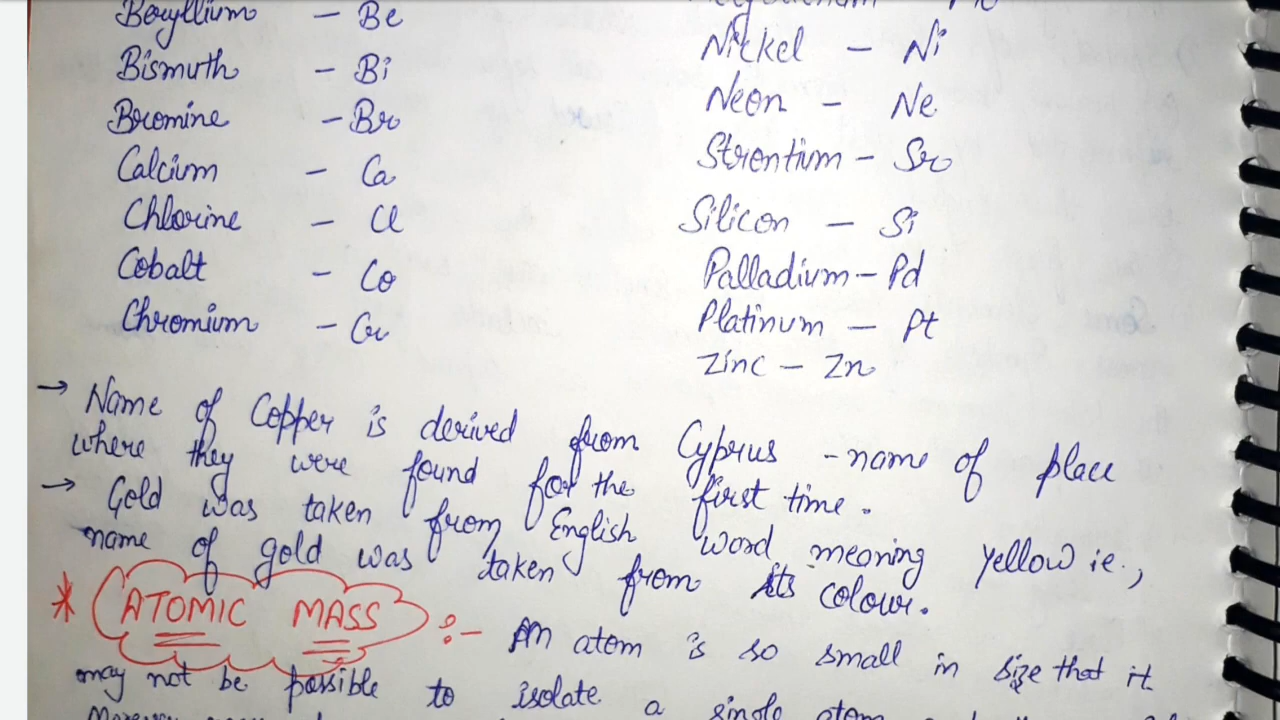 Beryllium - Be
Bismuth - Bi
Bromine - Br
Calcium - Ca
Chlorine - Cl
Cobalt - Co
Chromium - Cr
Nickel - Ni
Neon - Ne
Strontium - Sr
Silicon - Si
Palladium - Pd
Platinum - Pt
Zinc - Zn
→ Name of Copper is derived from Cyprus - name of place
where they were found for the first time.
→ Gold was taken from English word meaning yellow ie.,
name of gold was taken from its colour.
* ATOMIC MASS :- An atom is so small in size that it
may not be possible to isolate a single atom